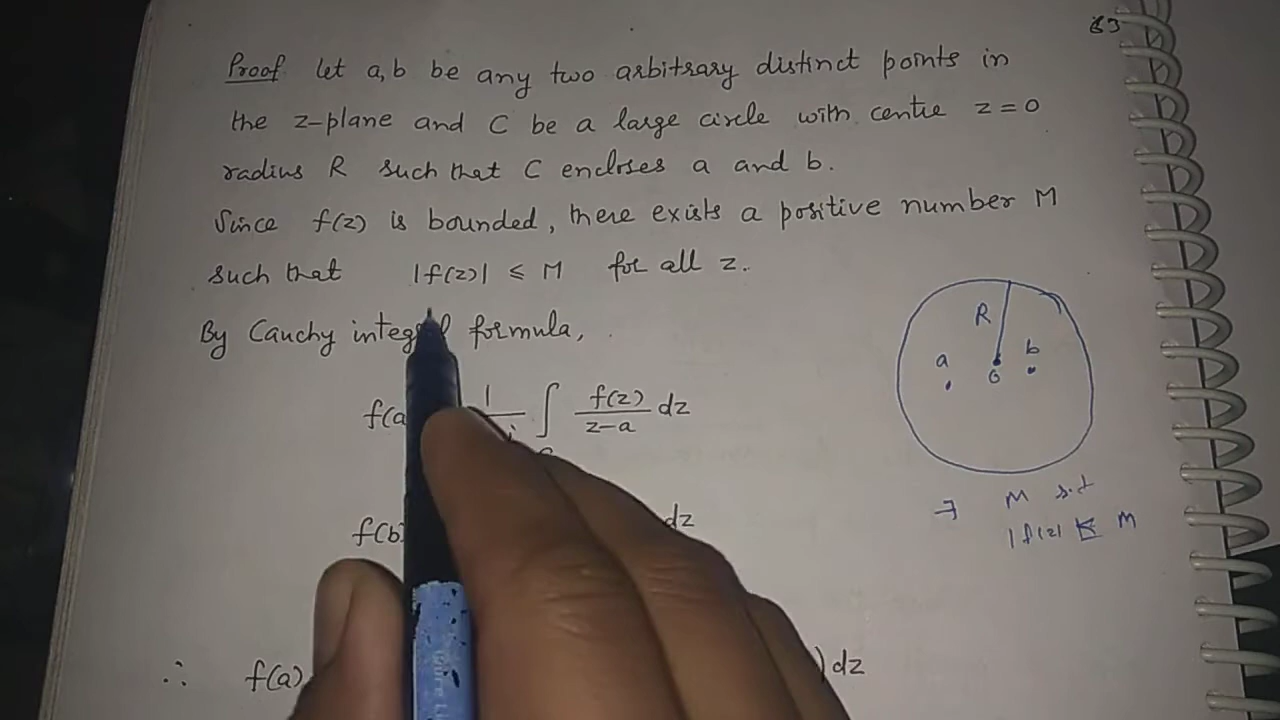 63
Proof let a,b be any two arbitrary distinct points in
the z-plane and C be a large circle with centre z=0
radius R such that C encloses a and b.
Since f(z) is bounded, there exists a positive number M
such that |f(z)| ≤ M for all z.
By Cauchy integral formula,
f(a 1 ∫ f(z)/z-a dz
f(b) dz
∴ f(a) ) dz
R
a
b
M s.t
|f(z)| ≤ M